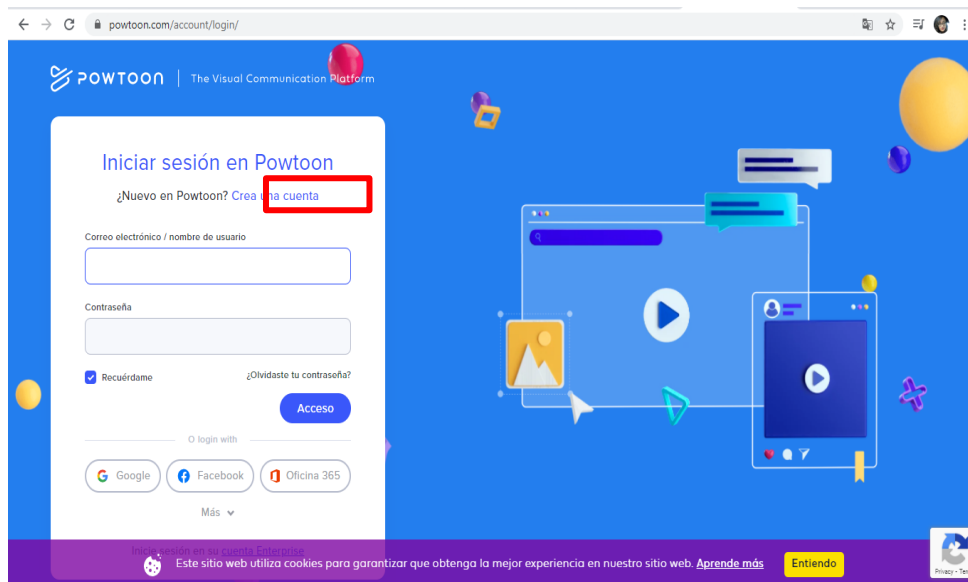 powtoon.com/account/login/
POWTOON | The Visual Communication Platform
Iniciar sesión en Powtoon
¿Nuevo en Powtoon? Crea una cuenta
Correo electrónico / nombre de usuario
Contraseña
Recuérdame
¿Olvidaste tu contraseña?
Acceso
O login with
Google
Facebook
Oficina 365
Más
Inicie sesión en su cuenta Enterprise
Este sitio web utiliza cookies para garantizar que obtenga la mejor experiencia en nuestro sitio web. Aprende más
Entiendo
Privacy - Ter